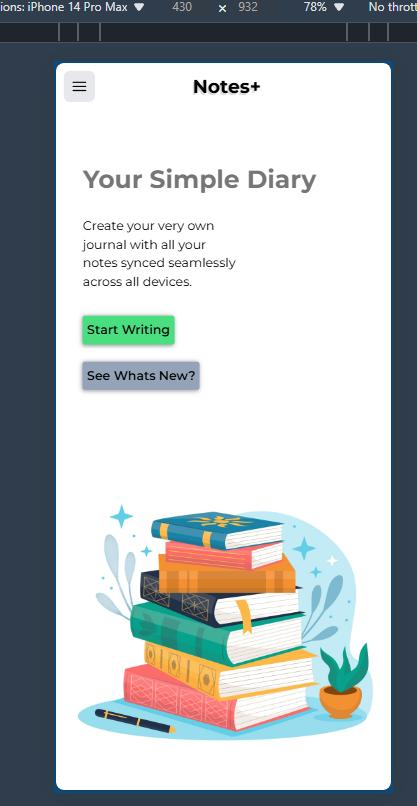 ions: iPhone 14 Pro Max ▼ 430 × 932 78% ▼ No thrott
Notes+
Your Simple Diary
Create your very own
journal with all your
notes synced seamlessly
across all devices.
Start Writing
See Whats New?